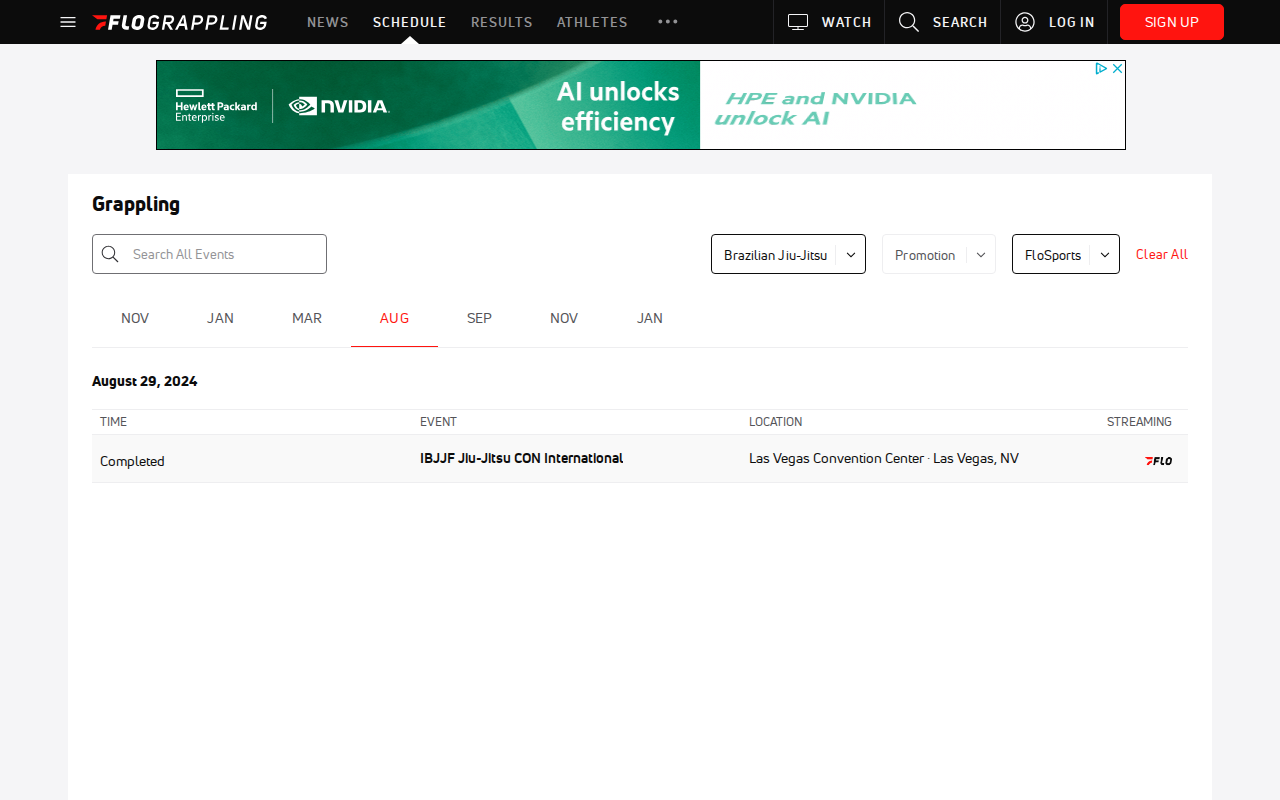 FLOGRAPPLING
NEWS
SCHEDULE
RESULTS
ATHLETES
WATCH
SEARCH
LOG IN
SIGN UP
Hewlett Packard
Enterprise
NVIDIA
AI unlocks
efficiency
HPE and NVIDIA
unlock AI
Grappling
Search All Events
Brazilian Jiu-Jitsu
Promotion
FloSports
Clear All
NOV JAN MAR AUG SEP NOV JAN
August 29, 2024
TIME EVENT LOCATION STREAMING
Completed IBJJF Jiu-Jitsu CON International Las Vegas Convention Center · Las Vegas, NV FLO